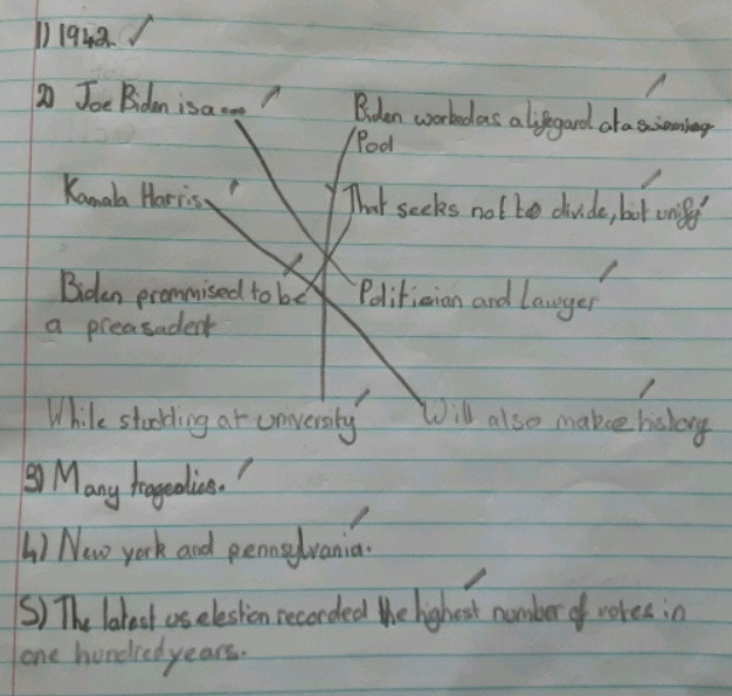 1) 1942
2) Joe Biden is a ...
Biden worked as a lifegard at a swimming
Pool
Kamala Harris
That seeks not to divide, but unify
Biden prommised to be
a preasadert
Politician and Lawyer
While studding at university
Will also make history
3) Many tragedies.
4) New york and pennsylvania.
5) The latest us elestion recorded the highest number of votes in
one hundred years.